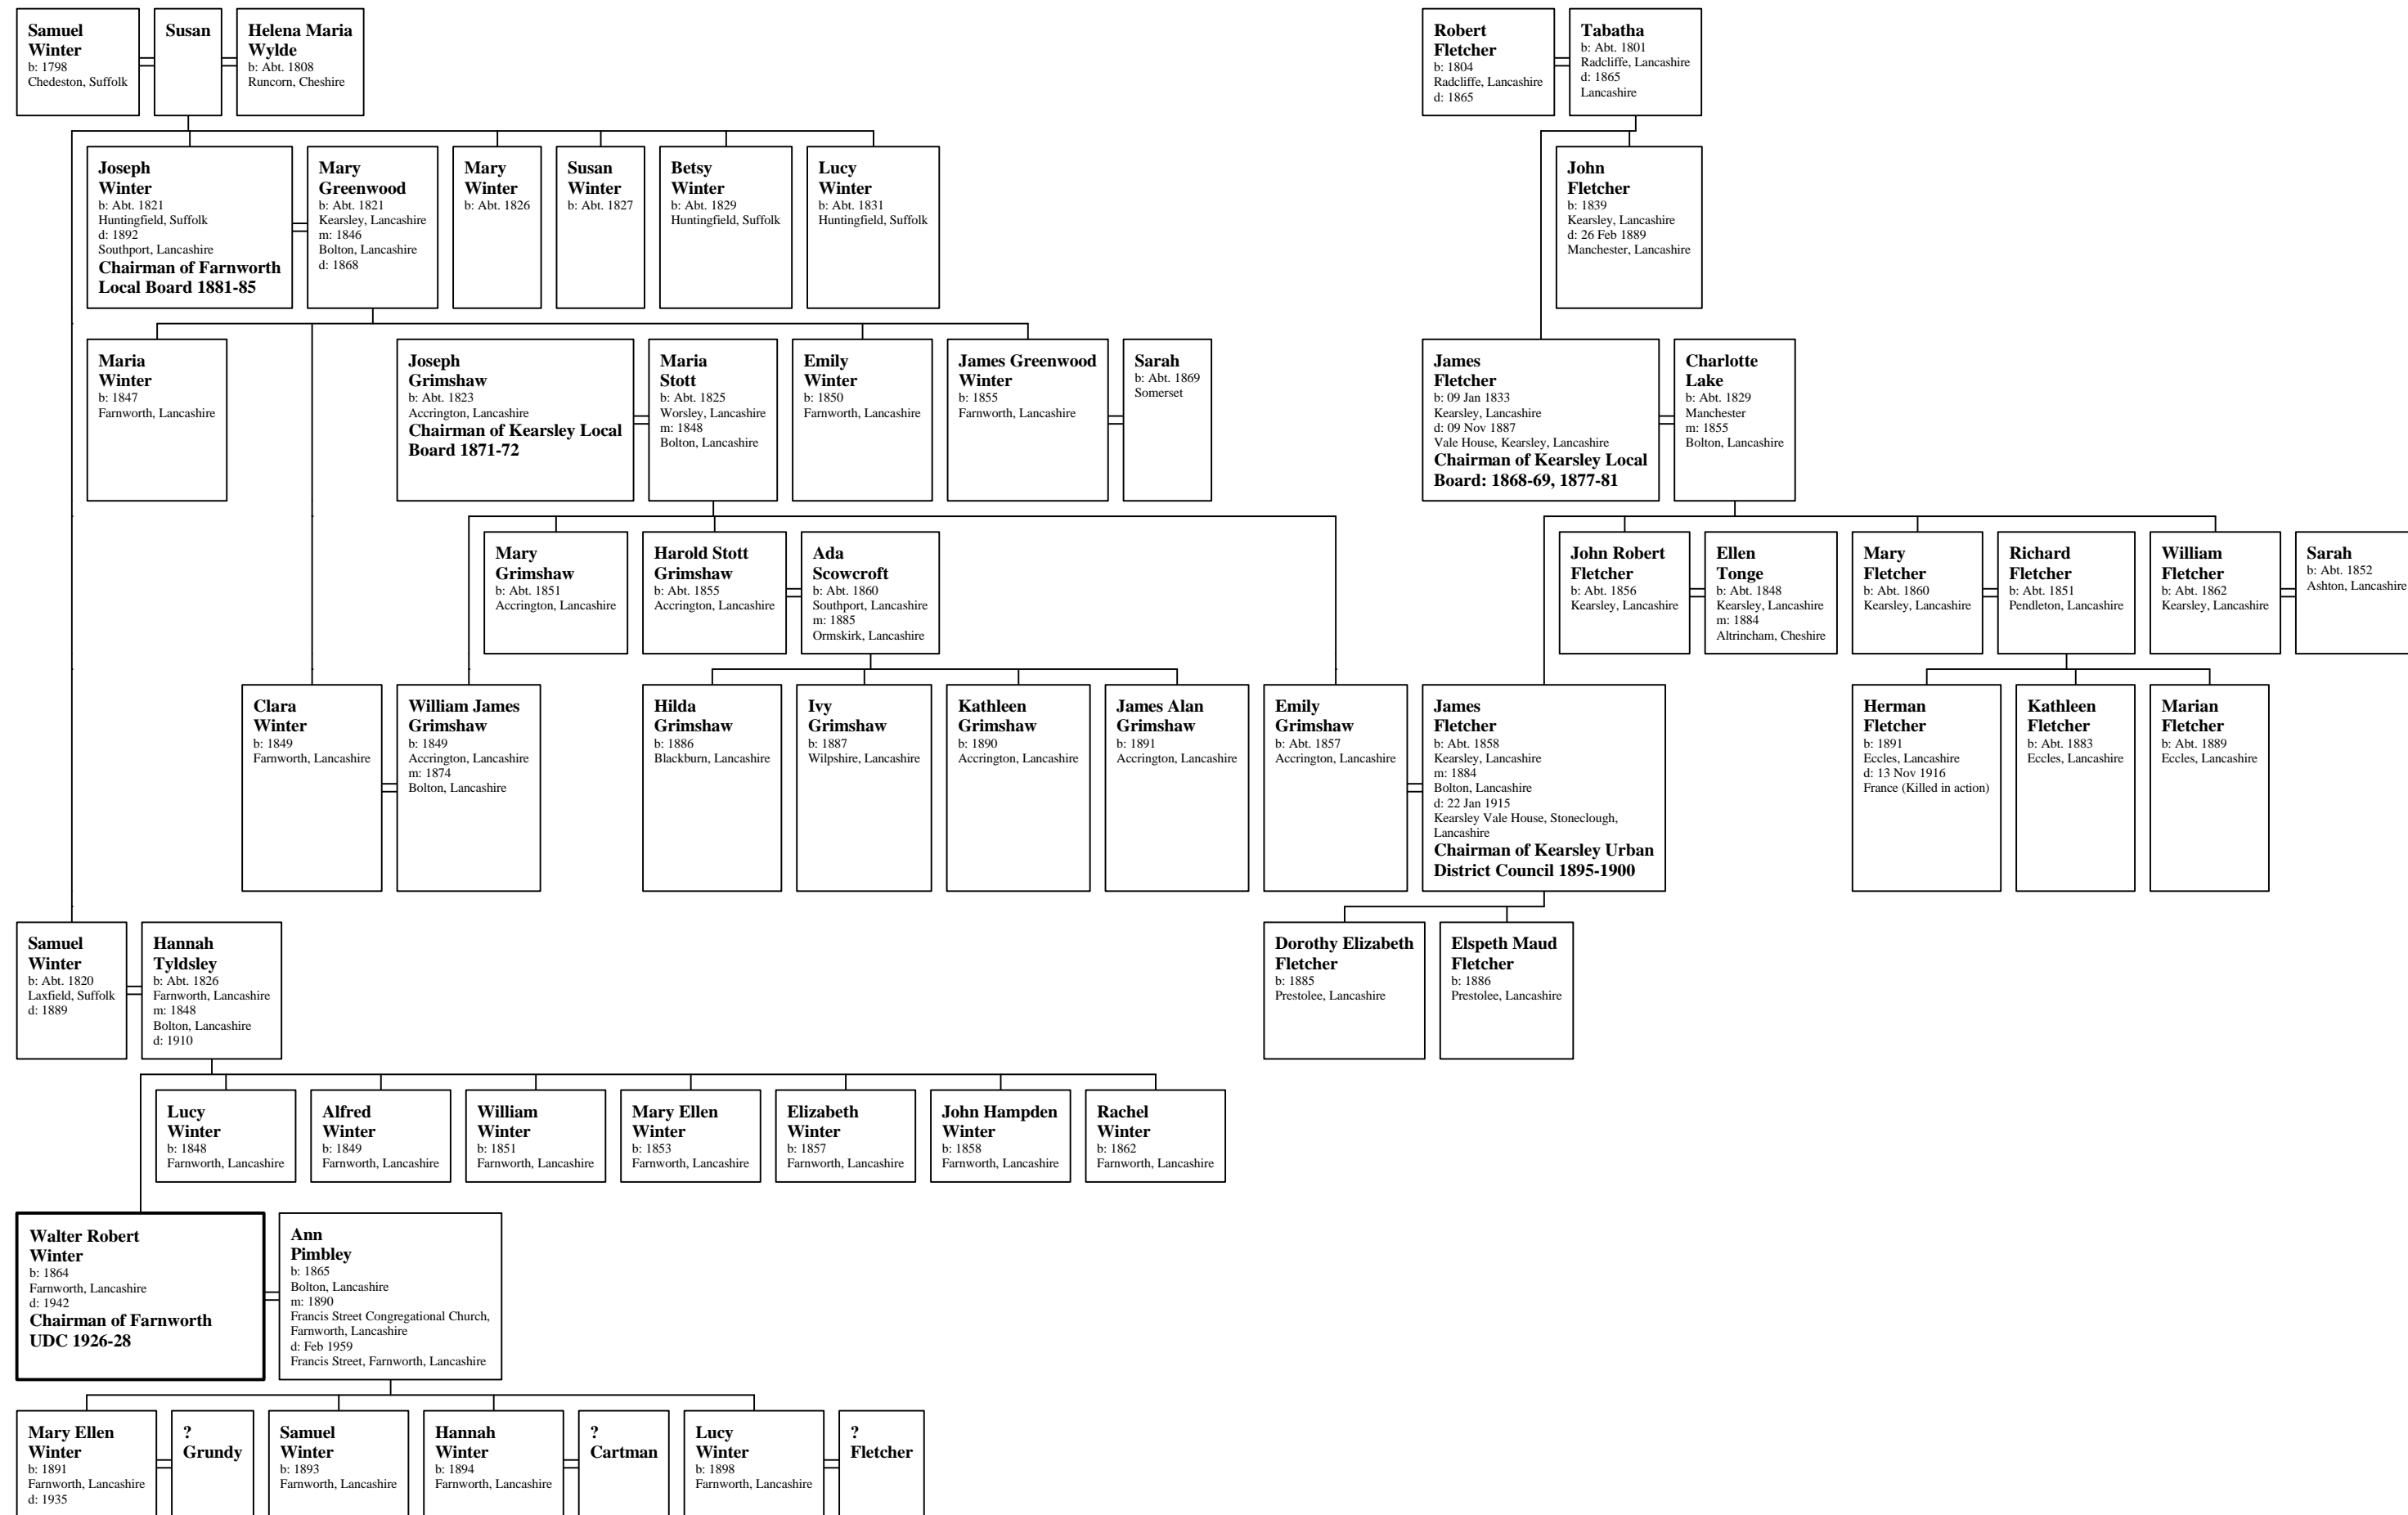 Samuel
Winter
b: 1798
Chedeston, Suffolk
Susan
Helena Maria
Wylde
b: Abt. 1808
Runcorn, Cheshire
Robert
Fletcher
b: 1804
Radcliffe, Lancashire
d: 1865
Tabatha
b: Abt. 1801
Radcliffe, Lancashire
d: 1865
Lancashire
Joseph
Winter
b: Abt. 1821
Huntingfield, Suffolk
d: 1892
Southport, Lancashire
Chairman of Farnworth
Local Board 1881-85
Mary
Greenwood
b: Abt. 1821
Kearsley, Lancashire
m: 1846
Bolton, Lancashire
d: 1868
Mary
Winter
b: Abt. 1826
Susan
Winter
b: Abt. 1827
Betsy
Winter
b: Abt. 1829
Huntingfield, Suffolk
Lucy
Winter
b: Abt. 1831
Huntingfield, Suffolk
John
Fletcher
b: 1839
Kearsley, Lancashire
d: 26 Feb 1889
Manchester, Lancashire
Maria
Winter
b: 1847
Farnworth, Lancashire
Joseph
Grimshaw
b: Abt. 1823
Accrington, Lancashire
Chairman of Kearsley Local
Board 1871-72
Maria
Stott
b: Abt. 1825
Worsley, Lancashire
m: 1848
Bolton, Lancashire
Emily
Winter
b: 1850
Farnworth, Lancashire
James Greenwood
Winter
b: 1855
Farnworth, Lancashire
Sarah
b: Abt. 1869
Somerset
James
Fletcher
b: 09 Jan 1833
Kearsley, Lancashire
d: 09 Nov 1887
Vale House, Kearsley, Lancashire
Chairman of Kearsley Local
Board: 1868-69, 1877-81
Charlotte
Lake
b: Abt. 1829
Manchester
m: 1855
Bolton, Lancashire
Mary
Grimshaw
b: Abt. 1851
Accrington, Lancashire
Harold Stott
Grimshaw
b: Abt. 1855
Accrington, Lancashire
Ada
Scowcroft
b: Abt. 1860
Southport, Lancashire
m: 1885
Ormskirk, Lancashire
John Robert
Fletcher
b: Abt. 1856
Kearsley, Lancashire
Ellen
Tonge
b: Abt. 1848
Kearsley, Lancashire
m: 1884
Altrincham, Cheshire
Mary
Fletcher
b: Abt. 1860
Kearsley, Lancashire
Richard
Fletcher
b: Abt. 1851
Pendleton, Lancashire
William
Fletcher
b: Abt. 1862
Kearsley, Lancashire
Sarah
b: Abt. 1852
Ashton, Lancashire
Clara
Winter
b: 1849
Farnworth, Lancashire
William James
Grimshaw
b: 1849
Accrington, Lancashire
m: 1874
Bolton, Lancashire
Hilda
Grimshaw
b: 1886
Blackburn, Lancashire
Ivy
Grimshaw
b: 1887
Wilpshire, Lancashire
Kathleen
Grimshaw
b: 1890
Accrington, Lancashire
James Alan
Grimshaw
b: 1891
Accrington, Lancashire
Emily
Grimshaw
b: Abt. 1857
Accrington, Lancashire
James
Fletcher
b: Abt. 1858
Kearsley, Lancashire
m: 1884
Bolton, Lancashire
d: 22 Jan 1915
Kearsley Vale House, Stoneclough,
Lancashire
Chairman of Kearsley Urban
District Council 1895-1900
Herman
Fletcher
b: 1891
Eccles, Lancashire
d: 13 Nov 1916
France (Killed in action)
Kathleen
Fletcher
b: Abt. 1883
Eccles, Lancashire
Marian
Fletcher
b: Abt. 1889
Eccles, Lancashire
Samuel
Winter
b: Abt. 1820
Laxfield, Suffolk
d: 1889
Hannah
Tyldsley
b: Abt. 1826
Farnworth, Lancashire
m: 1848
Bolton, Lancashire
d: 1910
Dorothy Elizabeth
Fletcher
b: 1885
Prestolee, Lancashire
Elspeth Maud
Fletcher
b: 1886
Prestolee, Lancashire
Lucy
Winter
b: 1848
Farnworth, Lancashire
Alfred
Winter
b: 1849
Farnworth, Lancashire
William
Winter
b: 1851
Farnworth, Lancashire
Mary Ellen
Winter
b: 1853
Farnworth, Lancashire
Elizabeth
Winter
b: 1857
Farnworth, Lancashire
John Hampden
Winter
b: 1858
Farnworth, Lancashire
Rachel
Winter
b: 1862
Farnworth, Lancashire
Walter Robert
Winter
b: 1864
Farnworth, Lancashire
d: 1942
Chairman of Farnworth
UDC 1926-28
Ann
Pimbley
b: 1865
Bolton, Lancashire
m: 1890
Francis Street Congregational Church,
Farnworth, Lancashire
d: Feb 1959
Francis Street, Farnworth, Lancashire
Mary Ellen
Winter
b: 1891
Farnworth, Lancashire
d: 1935
?
Grundy
Samuel
Winter
b: 1893
Farnworth, Lancashire
Hannah
Winter
b: 1894
Farnworth, Lancashire
?
Cartman
Lucy
Winter
b: 1898
Farnworth, Lancashire
?
Fletcher